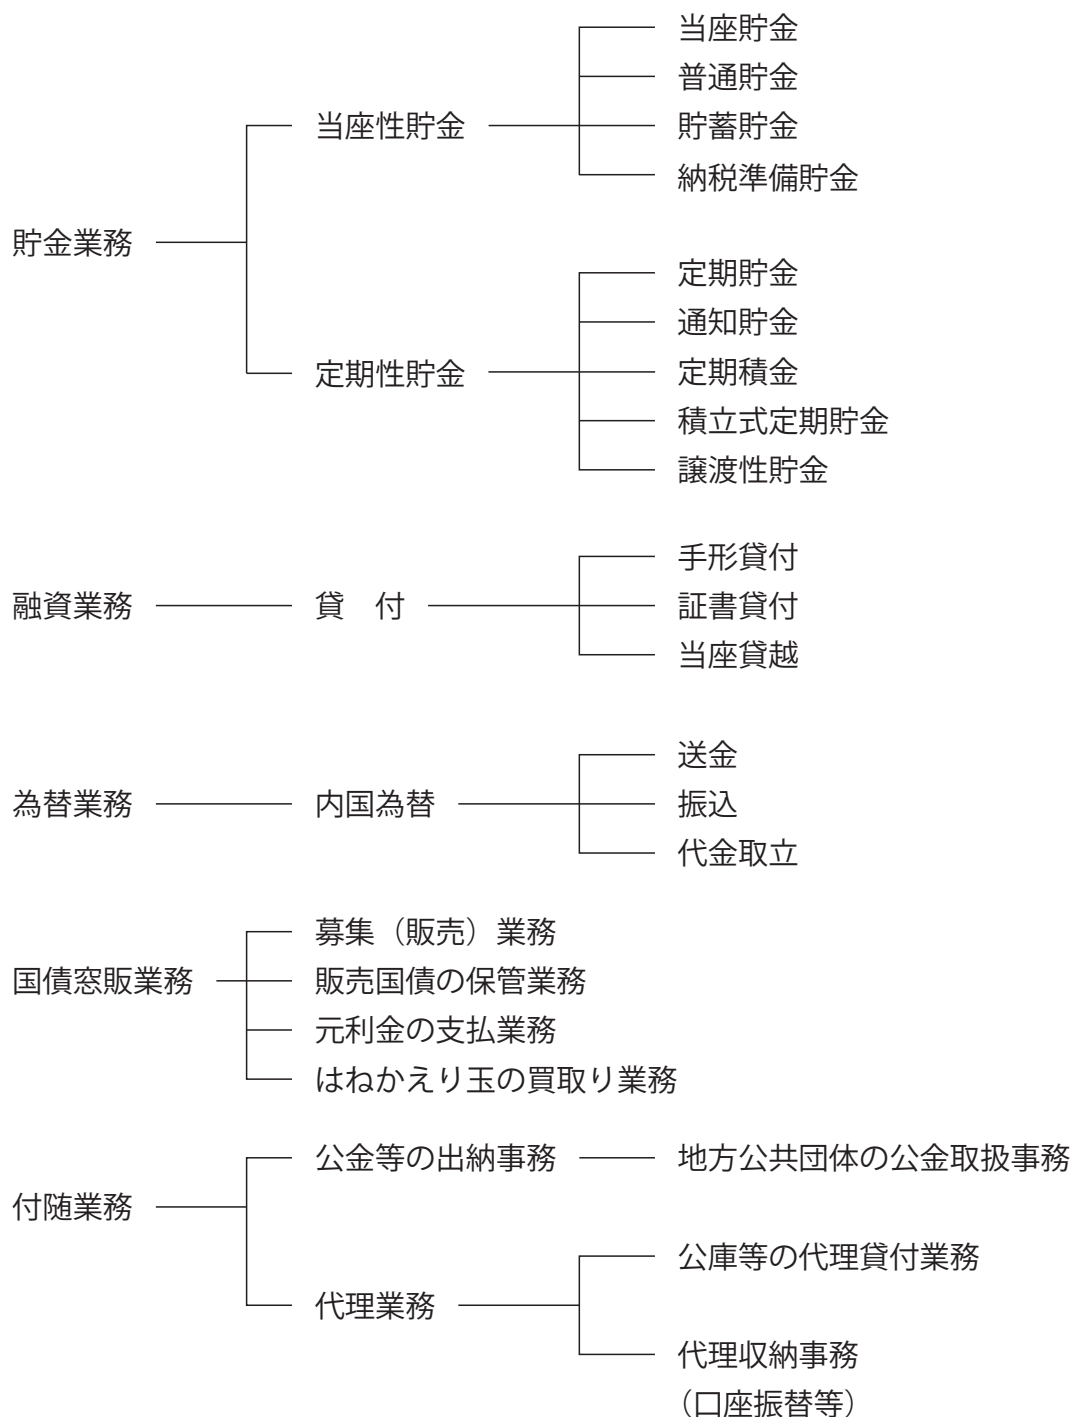 貯金業務
当座性貯金
当座貯金
普通貯金
貯蓄貯金
納税準備貯金
定期性貯金
定期貯金
通知貯金
定期積金
積立式定期貯金
譲渡性貯金
融資業務
貸　付
手形貸付
証書貸付
当座貸越
為替業務
内国為替
送金
振込
代金取立
国債窓販業務
募集（販売）業務
販売国債の保管業務
元利金の支払業務
はねかえり玉の買取り業務
付随業務
公金等の出納事務
地方公共団体の公金取扱事務
代理業務
公庫等の代理貸付業務
代理収納事務
（口座振替等）